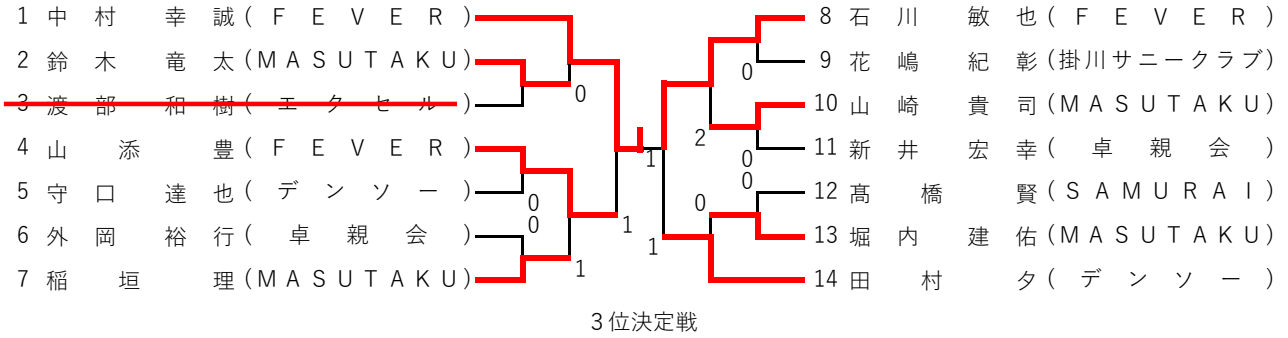 1 中村 幸誠 (FEVER)
2 鈴木 竜太 (MASUTAKU)
0
3 渡部 和樹 (エクセル)
4 山添 豊 (FEVER)
1
5 守口 達也 (デンソー)
0
0
1
6 外岡 裕行 (卓親会)
1
7 稲垣 理 (MASUTAKU)
8 石川 敏也 (FEVER)
9 花嶋 紀彰 (掛川サニークラブ)
0
10 山崎 貴司 (MASUTAKU)
2
11 新井 宏幸 (卓親会)
0
0
12 髙橋 賢 (SAMURAI)
0
13 堀内 建佑 (MASUTAKU)
1
14 田村 夕 (デンソー)
3位決定戦